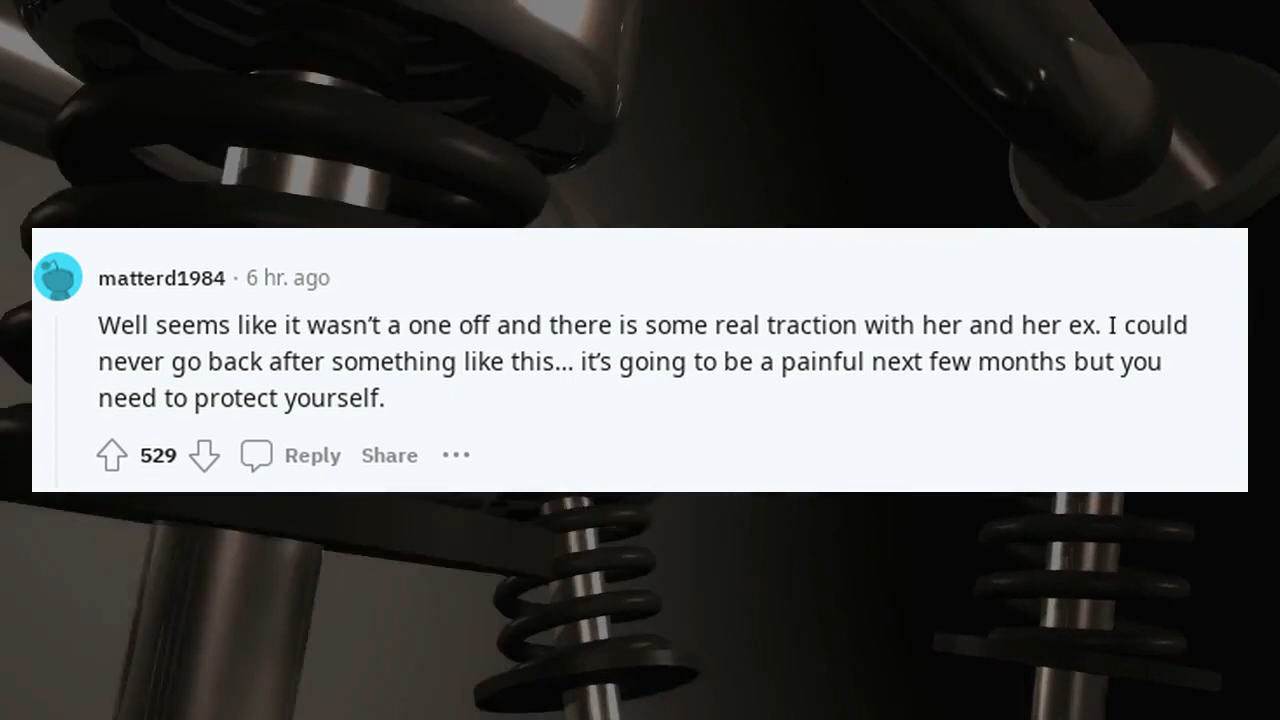 matterd1984 · 6 hr. ago
Well seems like it wasn’t a one off and there is some real traction with her and her ex. I could
never go back after something like this... it’s going to be a painful next few months but you
need to protect yourself.
529 Reply Share ···